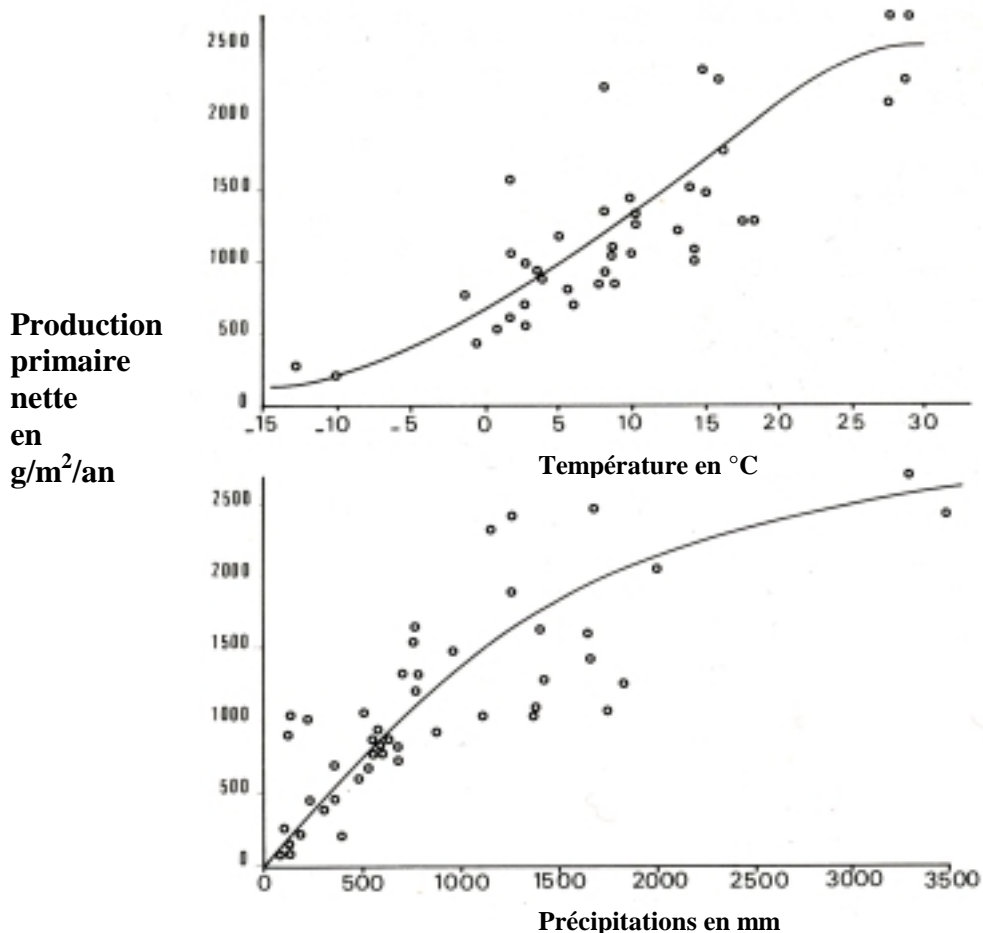 2500
2000
1500
1000
500
0
-15 -10 -5 0 5 10 15 20 25 30
Température en °C
Production
primaire
nette
en
g/m²/an
2500
2000
1500
1000
500
0
0 500 1000 1500 2000 2500 3000 3500
Précipitations en mm